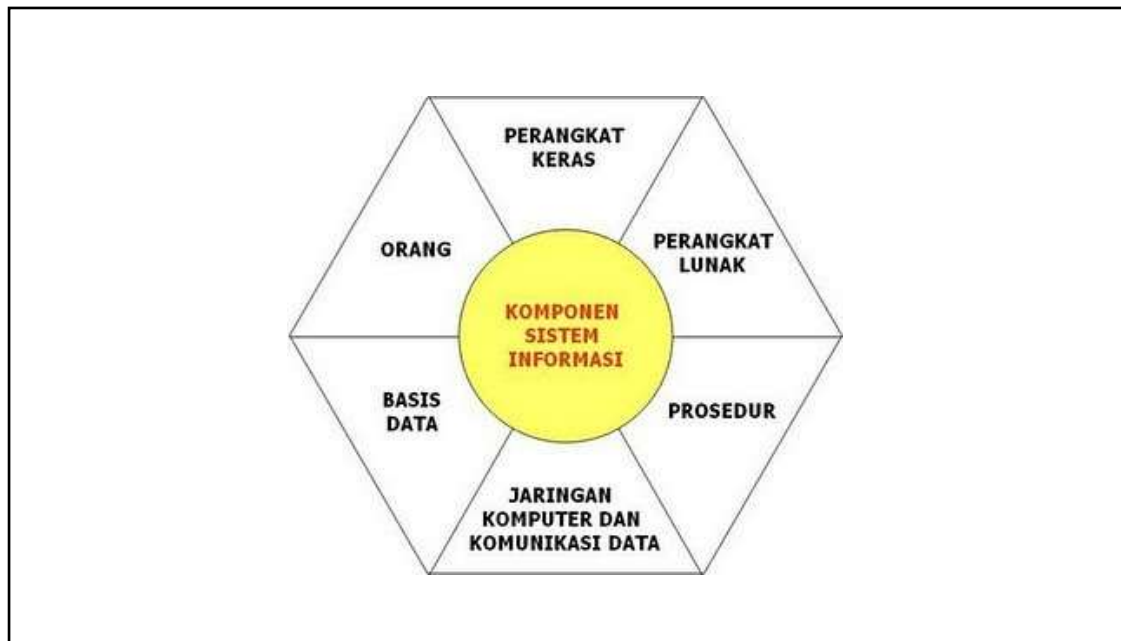 PERANGKAT
KERAS
ORANG
PERANGKAT
LUNAK
KOMPONEN
SISTEM
INFORMASI
BASIS
DATA
PROSEDUR
JARINGAN
KOMPUTER DAN
KOMUNIKASI DATA